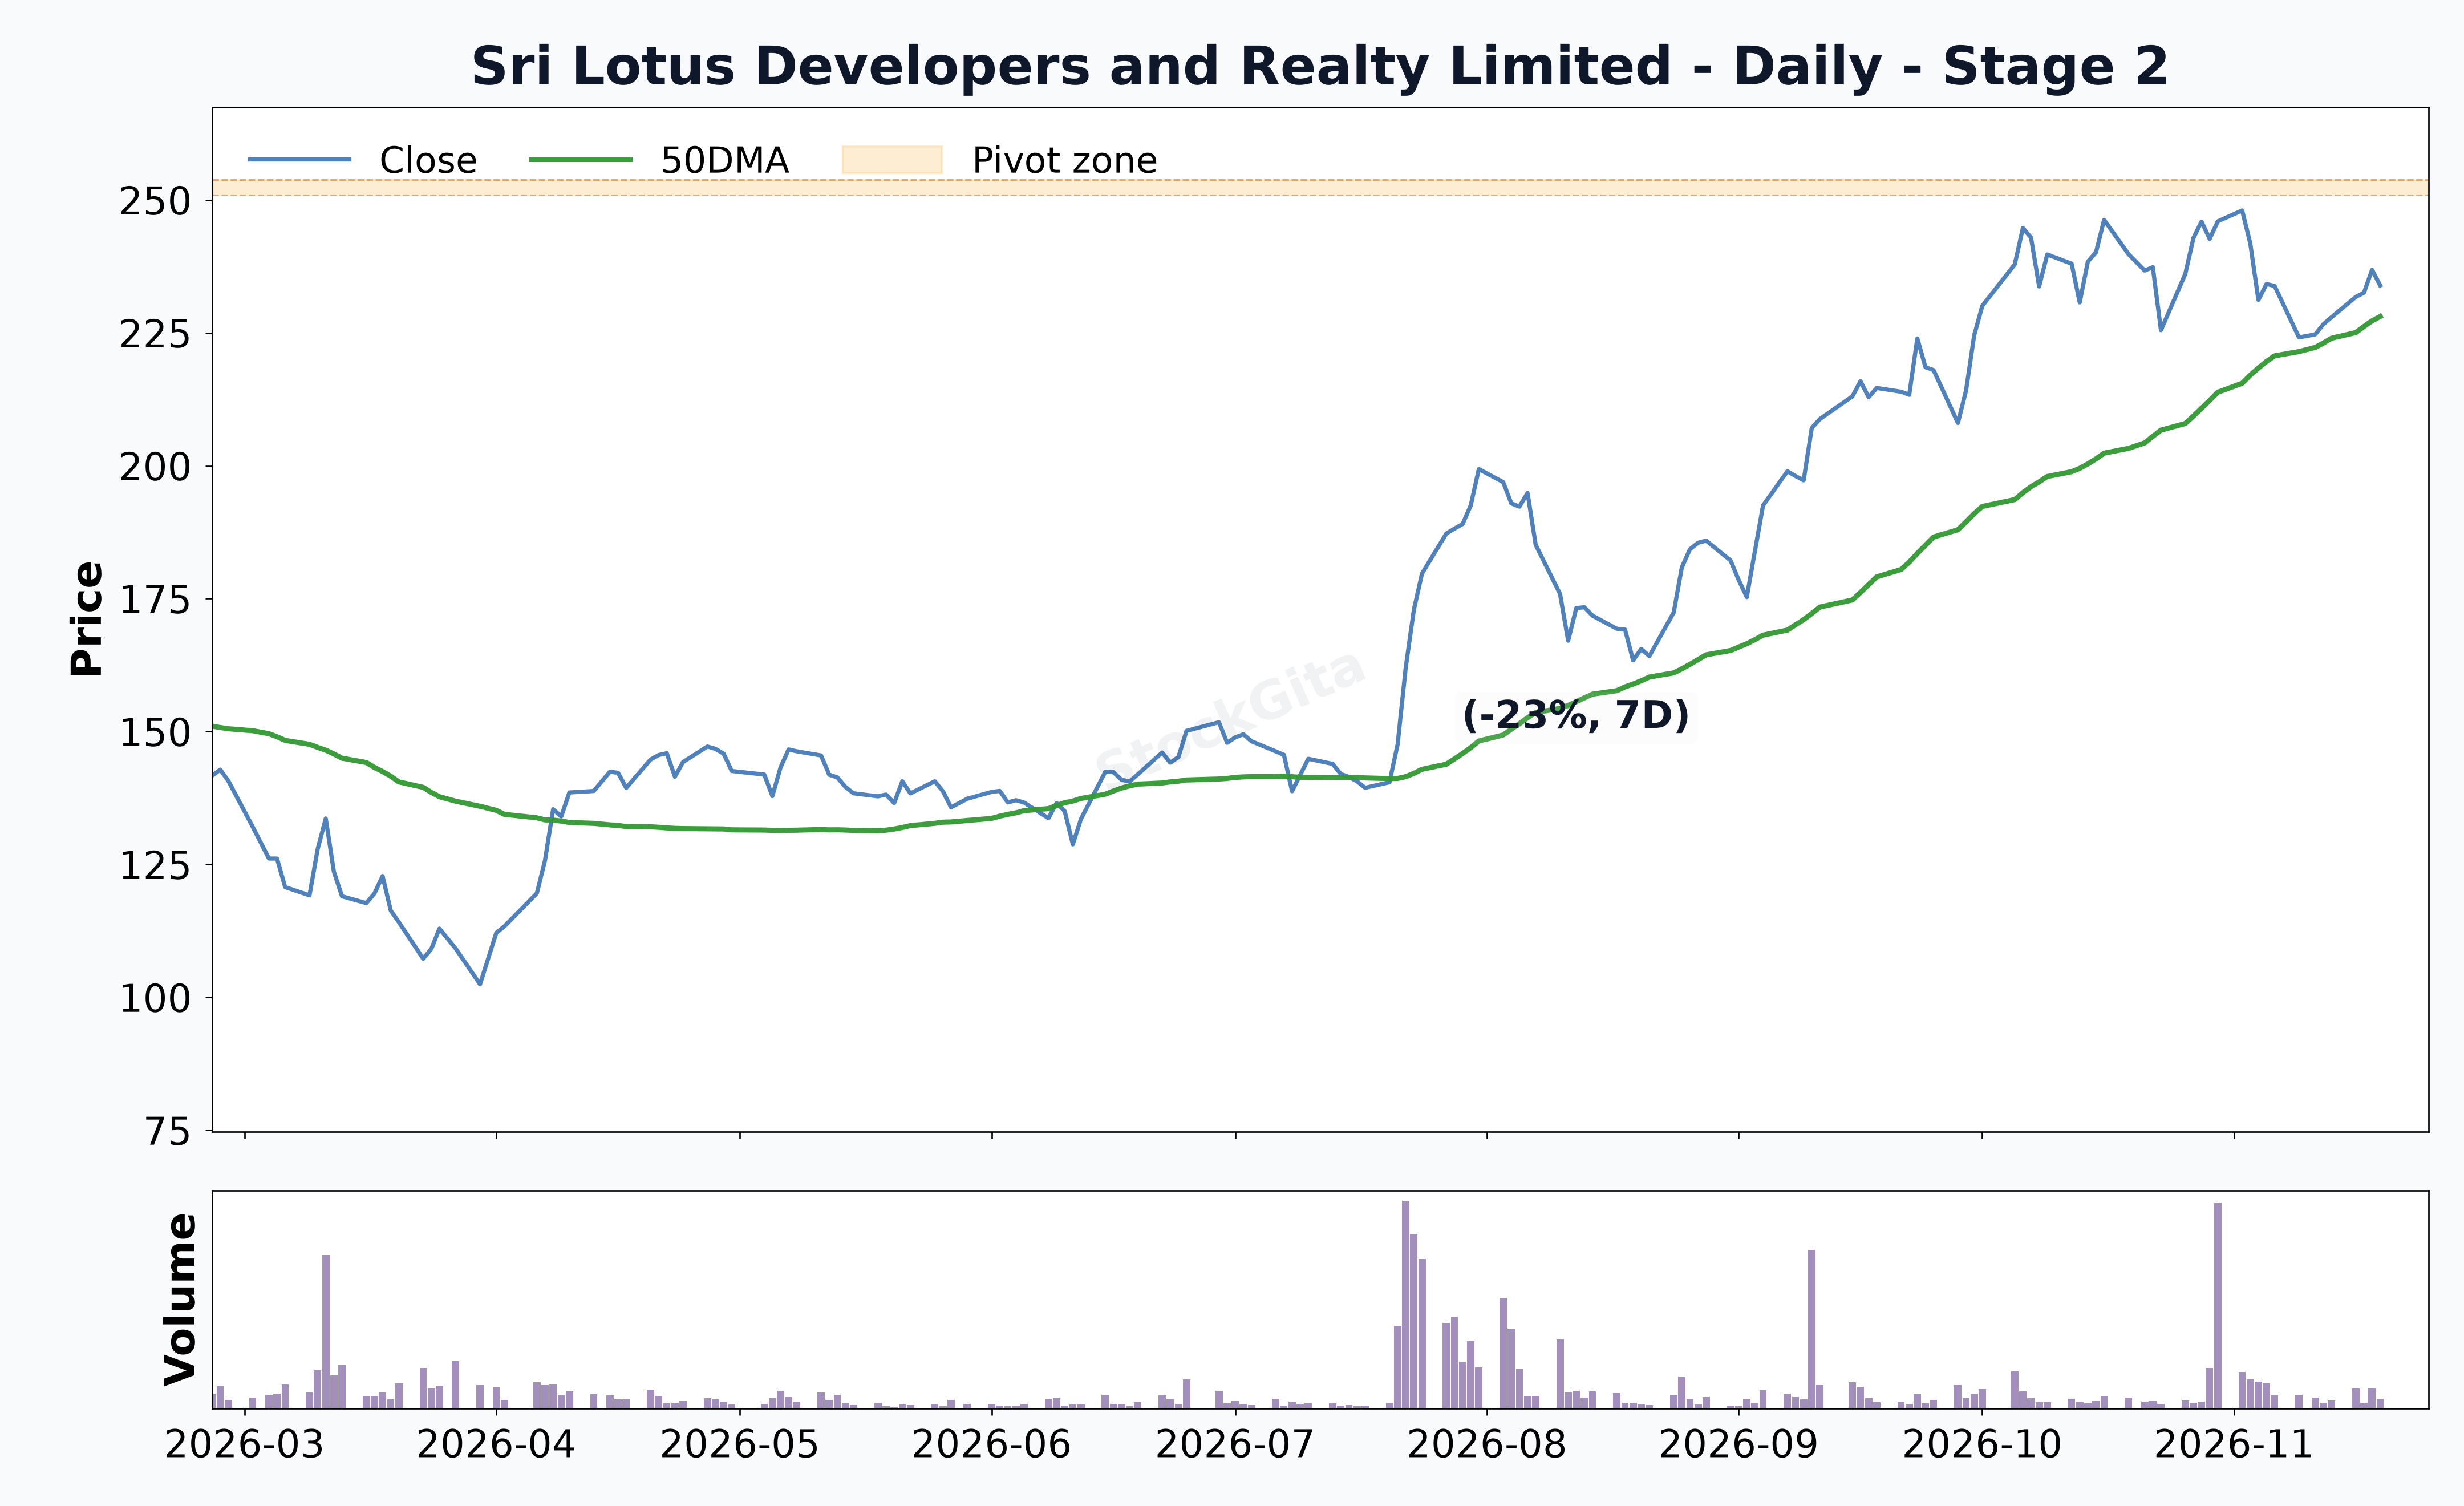 Sri Lotus Developers and Realty Limited - Daily - Stage 2
Close 50DMA Pivot zone
250
225
200
175
150
125
100
75
Price
StockGita
(-23%, 7D)
Volume
2026-03 2026-04 2026-05 2026-06 2026-07 2026-08 2026-09 2026-10 2026-11